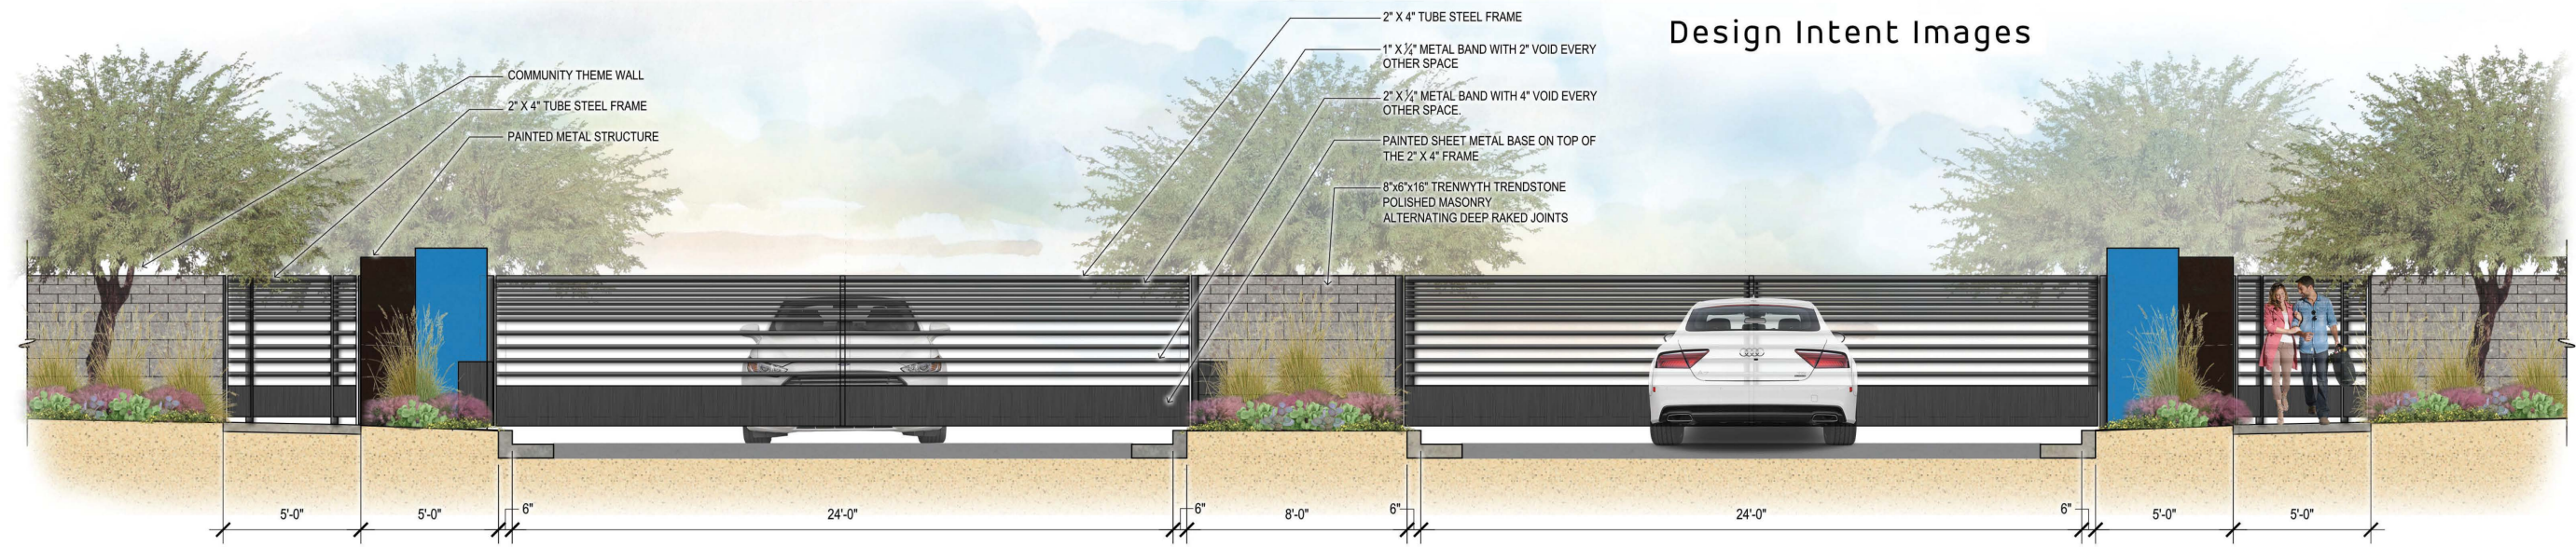 Design Intent Images
COMMUNITY THEME WALL
2" X 4" TUBE STEEL FRAME
PAINTED METAL STRUCTURE
2" X 4" TUBE STEEL FRAME
1" X ¼" METAL BAND WITH 2" VOID EVERY
OTHER SPACE
2" X ¼" METAL BAND WITH 4" VOID EVERY
OTHER SPACE.
PAINTED SHEET METAL BASE ON TOP OF
THE 2" X 4" FRAME
8"x6"x16" TRENWYTH TRENDSTONE
POLISHED MASONRY
ALTERNATING DEEP RAKED JOINTS
5'-0"
5'-0"
6"
24'-0"
6"
8'-0"
6"
24'-0"
6"
5'-0"
5'-0"